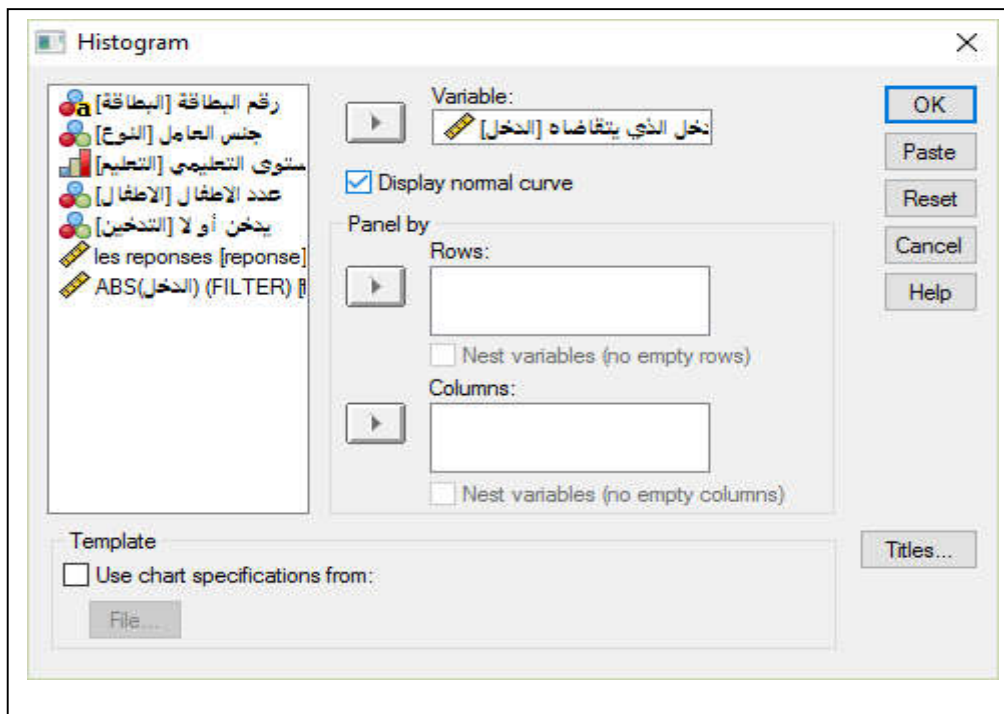 Histogram
رقم البطاقة [البطاقة]
جنس العامل [النوع]
ستوى التعليمي [التعليم]
عدد الاطفال [الاطفال]
يدخن أو لا [التدخين]
les reponses [reponse]
ABS(الدخل) (FILTER) [f
Variable:
دخل الذي يتقاضاه [الدخل]
Display normal curve
Panel by
Rows:
Nest variables (no empty rows)
Columns:
Nest variables (no empty columns)
OK
Paste
Reset
Cancel
Help
Template
Use chart specifications from:
File...
Titles...